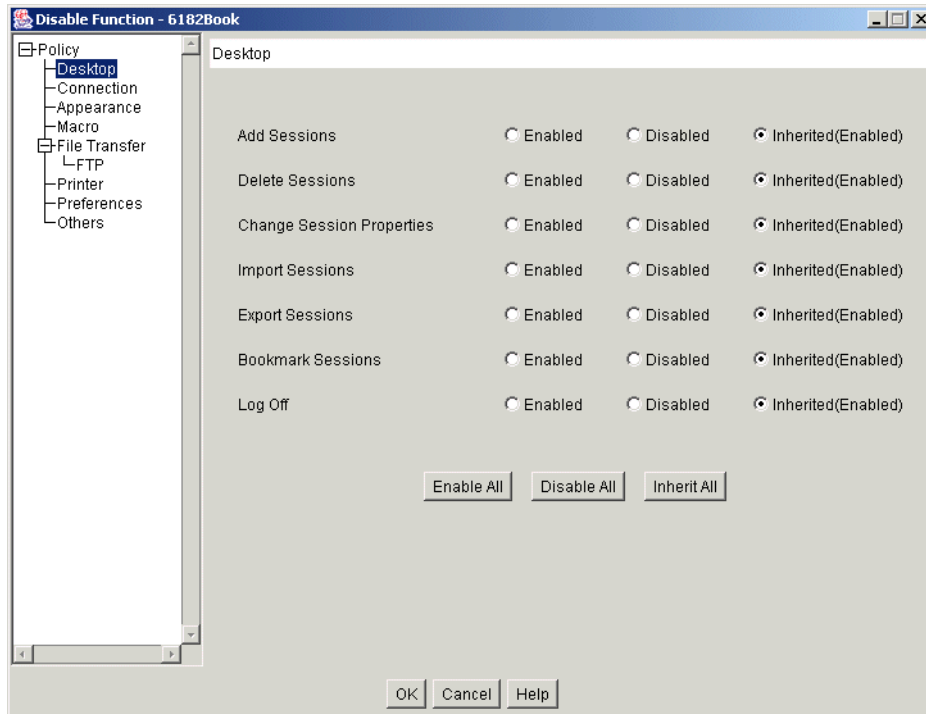 Disable Function - 6182Book
Policy
Desktop
Connection
Appearance
Macro
File Transfer
FTP
Printer
Preferences
Others
Desktop
Add Sessions Enabled Disabled Inherited(Enabled)
Delete Sessions Enabled Disabled Inherited(Enabled)
Change Session Properties Enabled Disabled Inherited(Enabled)
Import Sessions Enabled Disabled Inherited(Enabled)
Export Sessions Enabled Disabled Inherited(Enabled)
Bookmark Sessions Enabled Disabled Inherited(Enabled)
Log Off Enabled Disabled Inherited(Enabled)
Enable All Disable All Inherit All
OK Cancel Help